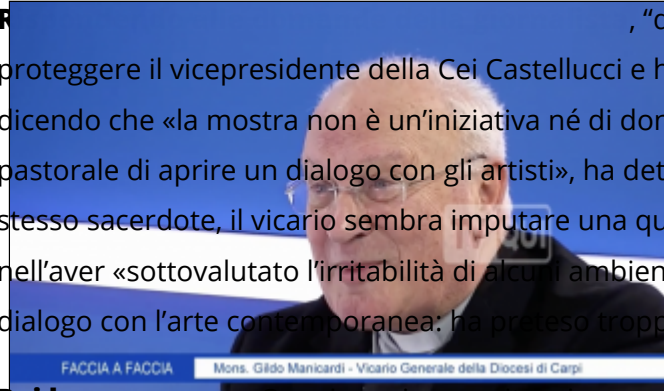 R , “d
proteggere il vicepresidente della Cei Castellucci e h
dicendo che «la mostra non è un’iniziativa né di don
pastorale di aprire un dialogo con gli artisti», ha det
stesso sacerdote, il vicario sembra imputare una qu
nell’aver «sottovalutato l’irritabilità di alcuni ambien
dialogo con l’arte contemporanea: ha preteso tropp
FACCIA A FACCIA Mons. Gildo Manicardi - Vicario Generale della Diocesi di Carpi